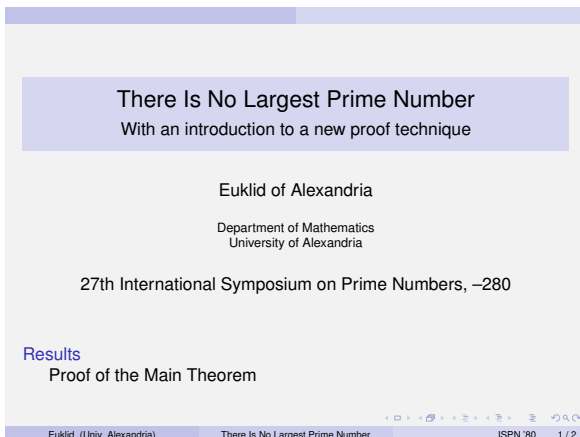 There Is No Largest Prime Number
With an introduction to a new proof technique
Euklid of Alexandria
Department of Mathematics
University of Alexandria
27th International Symposium on Prime Numbers, –280
Results
Proof of the Main Theorem
Euklid (Univ. Alexandria) There Is No Largest Prime Number ISPN '80 1 / 2